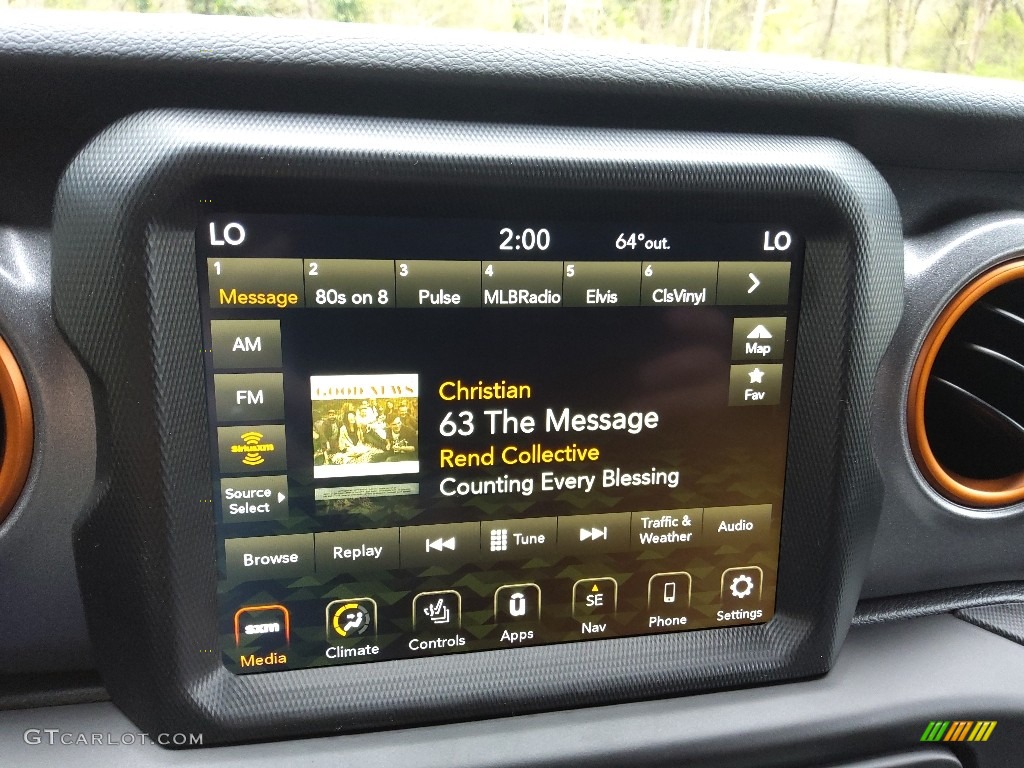 LO 2:00 64°out. LO
1 2 3 4 5 6
Message 80s on 8 Pulse MLBRadio Elvis ClsVinyl
AM
Map
FM
Fav
GOOD NEWS
Christian
63 The Message
Rend Collective
Counting Every Blessing
SiriusXM
Source
Select
Browse Replay Tune Traffic &
Weather Audio
sxm
SE
Media Climate Controls Apps Nav Phone Settings
GTCARLOT.COM